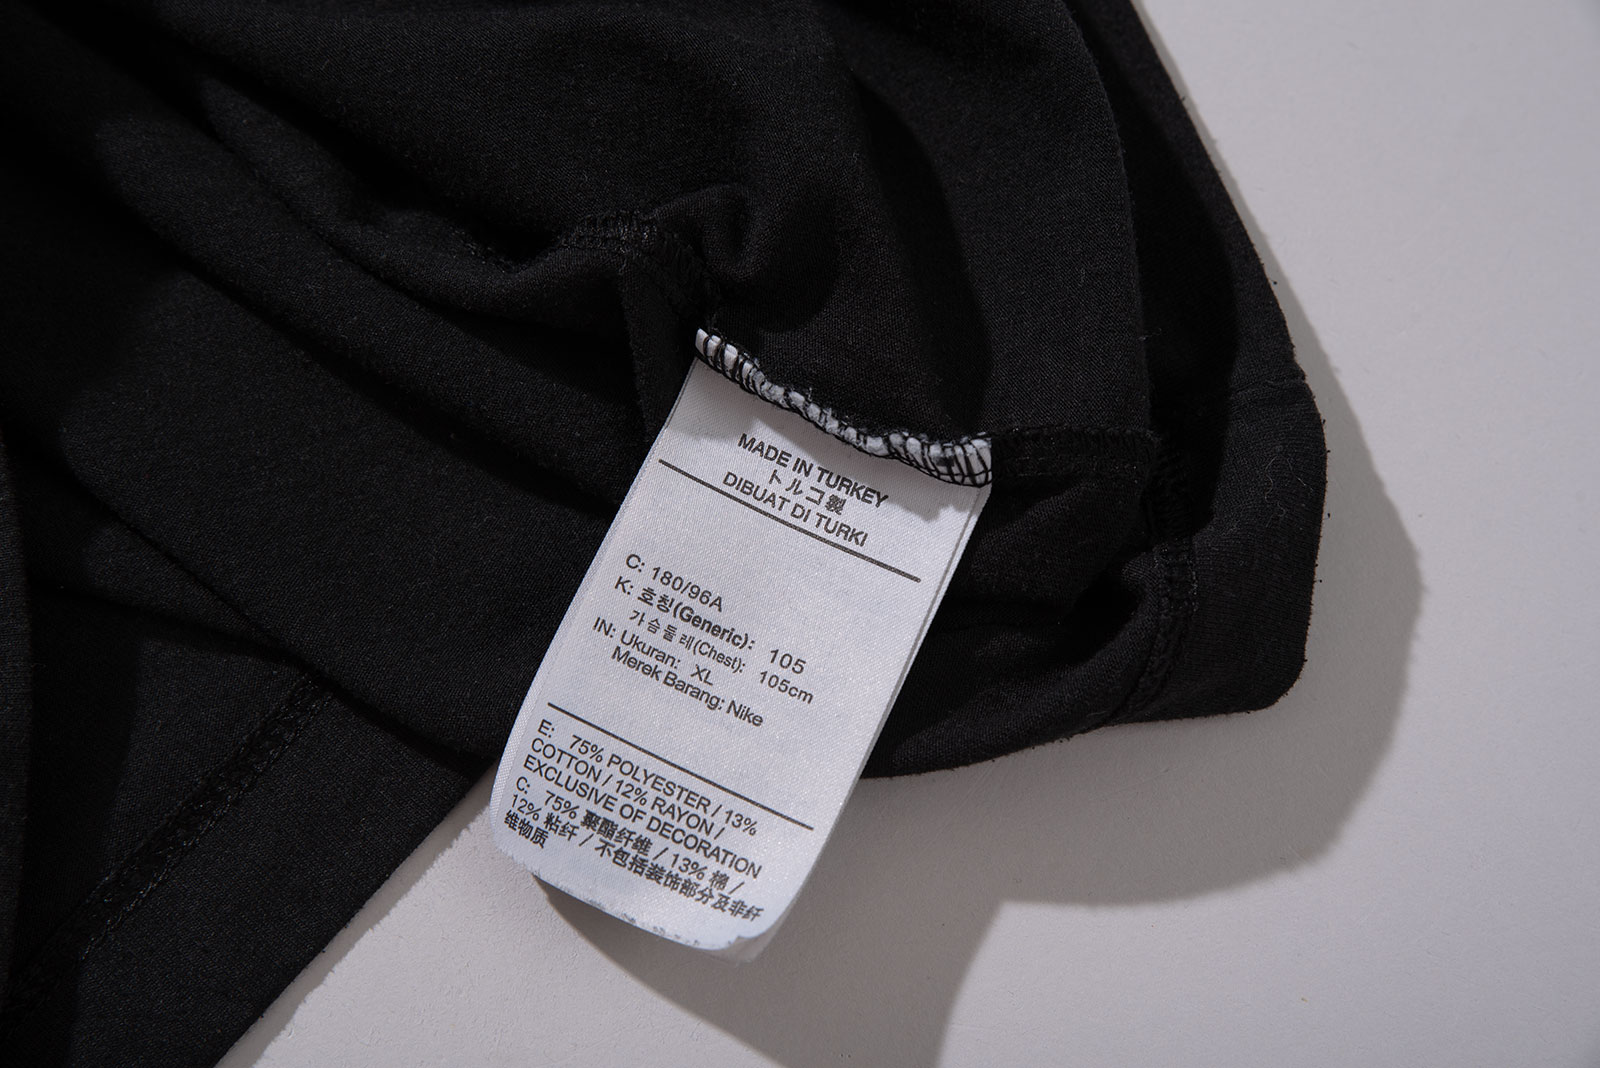 MADE IN TURKEY
トルコ製
DIBUAT DI TURKI
C: 180/96A
K: 호칭(Generic): 105
가슴둘레(Chest): 105cm
IN: Ukuran: XL
Merek Barang: Nike
E: 75% POLYESTER / 13%
COTTON / 12% RAYON /
EXCLUSIVE OF DECORATION
C: 75% 聚酯纤维 / 13% 棉 /
12% 粘纤 / 不包括装饰部分及非纤
维物质